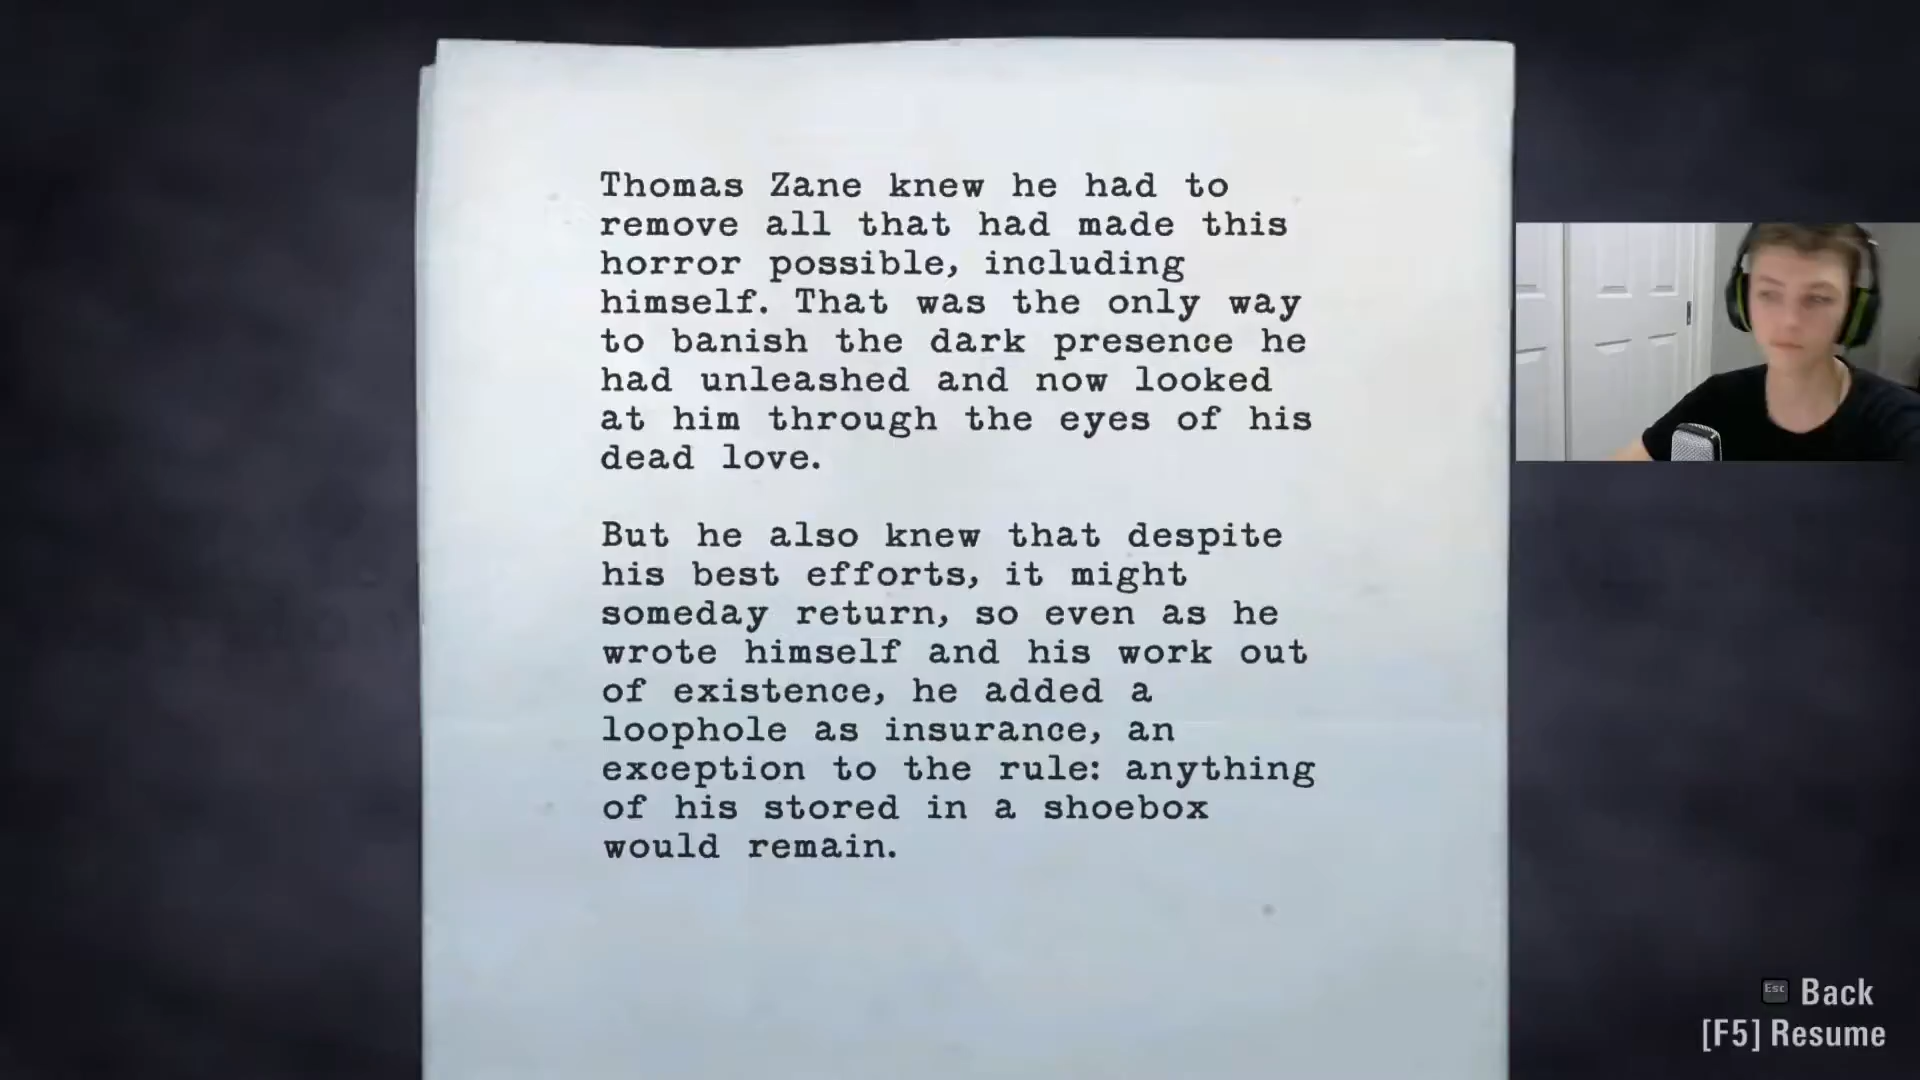 Thomas Zane knew he had to
remove all that had made this
horror possible, including
himself. That was the only way
to banish the dark presence he
had unleashed and now looked
at him through the eyes of his
dead love.
But he also knew that despite
his best efforts, it might
someday return, so even as he
wrote himself and his work out
of existence, he added a
loophole as insurance, an
exception to the rule: anything
of his stored in a shoebox
would remain.
Esc Back
[F5] Resume